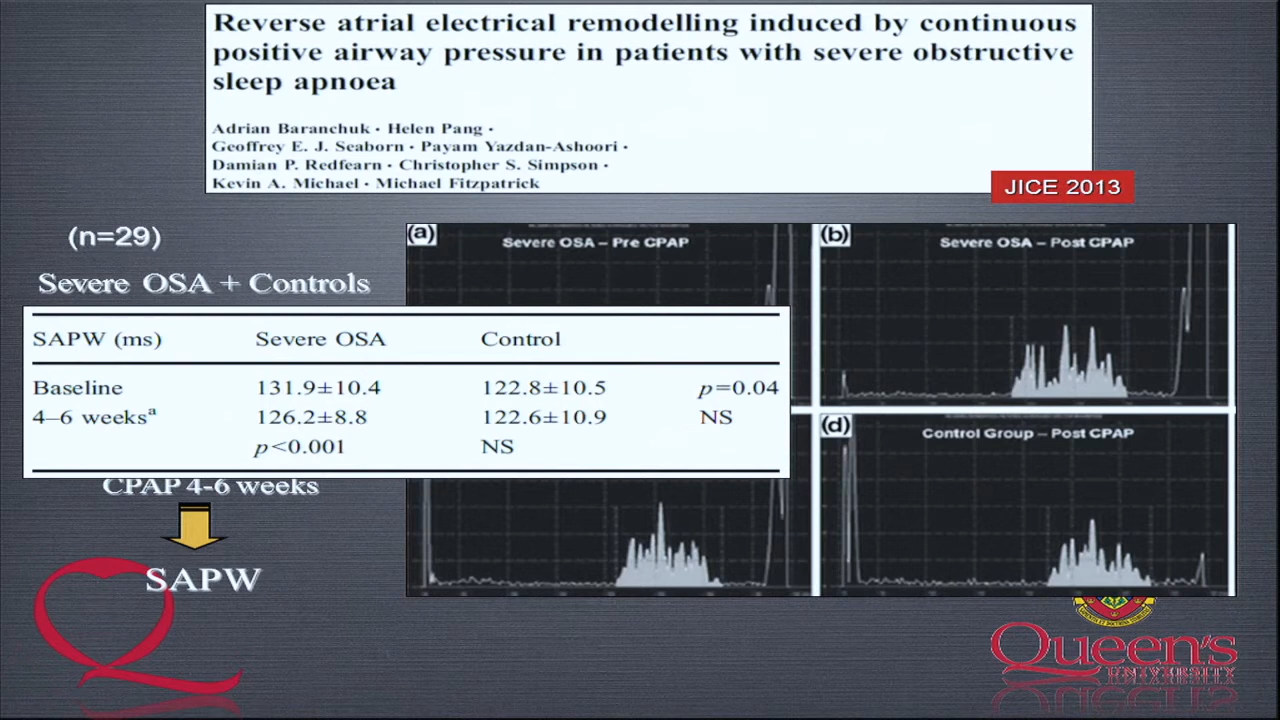 Reverse atrial electrical remodelling induced by continuous
positive airway pressure in patients with severe obstructive
sleep apnoea
Adrian Baranchuk · Helen Pang ·
Geoffrey E. J. Seaborn · Payam Yazdan-Ashoori ·
Damian P. Redfearn · Christopher S. Simpson ·
Kevin A. Michael · Michael Fitzpatrick
JICE 2013
(n=29)
Severe OSA + Controls
SAPW (ms) Severe OSA Control
Baseline 131.9±10.4 122.8±10.5 p=0.04
4–6 weeksᵃ 126.2±8.8 122.6±10.9 NS
p<0.001 NS
CPAP 4-6 weeks
SAPW
(a) Severe OSA – Pre CPAP
(b) Severe OSA – Post CPAP
(d) Control Group – Post CPAP
Queen's
UNIVERSITY